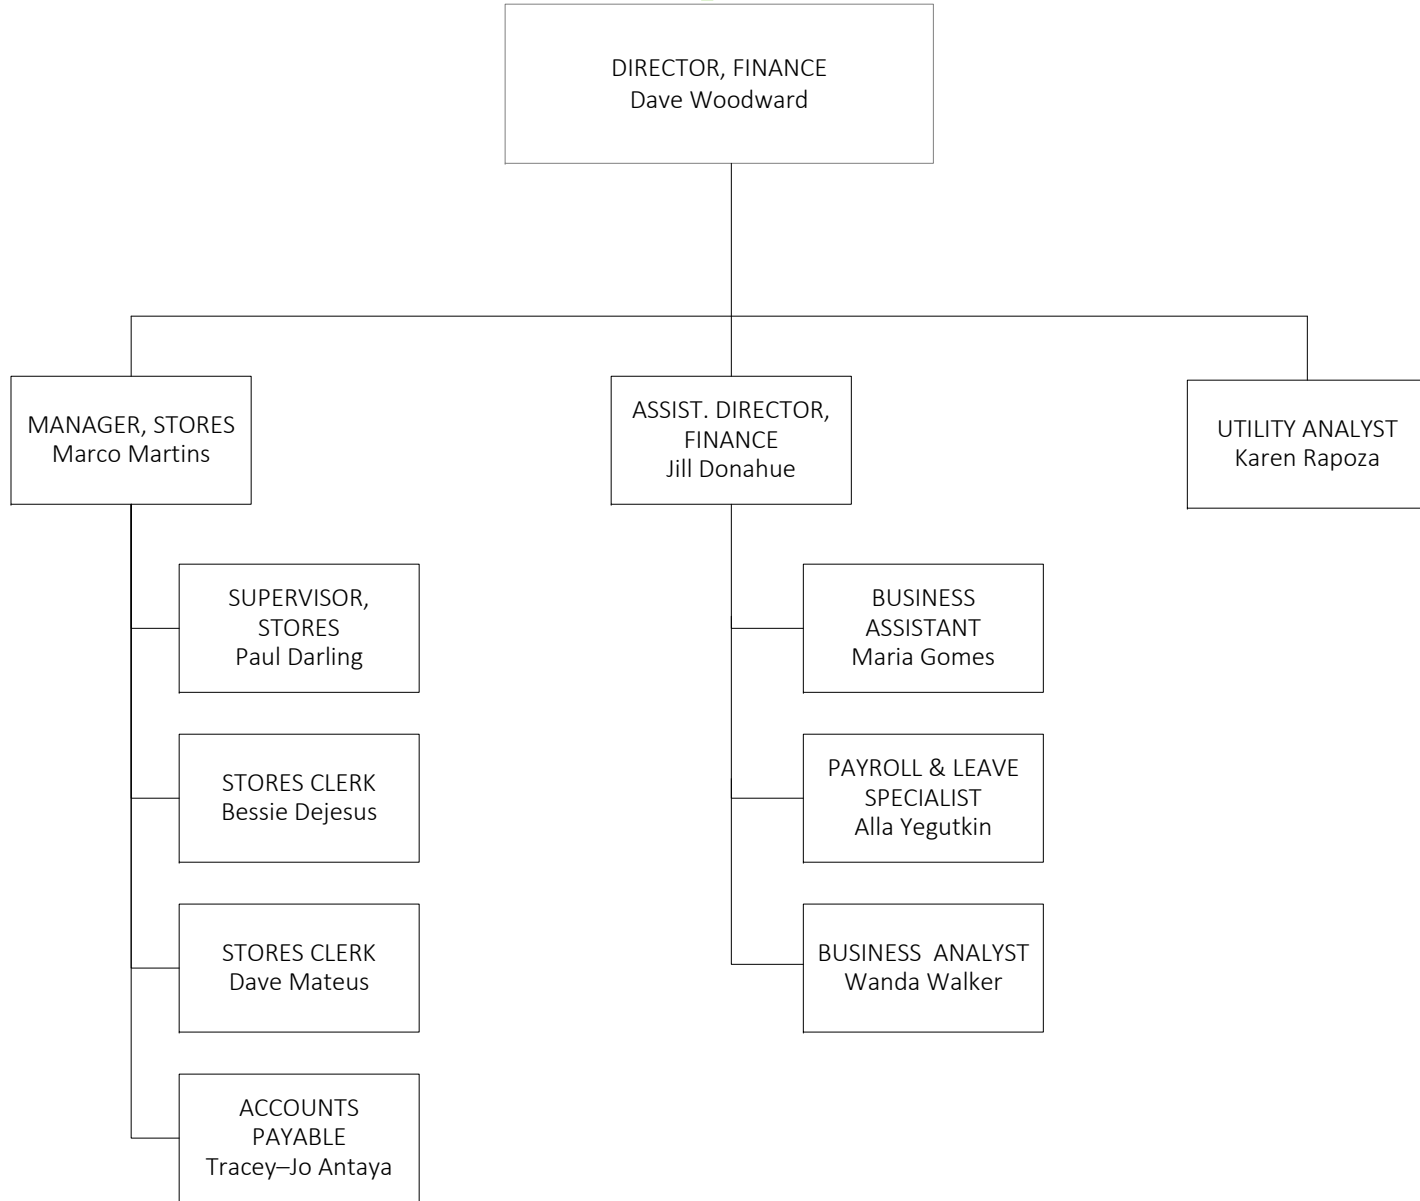 DIRECTOR, FINANCE
Dave Woodward
MANAGER, STORES
Marco Martins
ASSIST. DIRECTOR,
FINANCE
Jill Donahue
UTILITY ANALYST
Karen Rapoza
SUPERVISOR,
STORES
Paul Darling
STORES CLERK
Bessie Dejesus
STORES CLERK
Dave Mateus
ACCOUNTS
PAYABLE
Tracey–Jo Antaya
BUSINESS
ASSISTANT
Maria Gomes
PAYROLL & LEAVE
SPECIALIST
Alla Yegutkin
BUSINESS  ANALYST
Wanda Walker